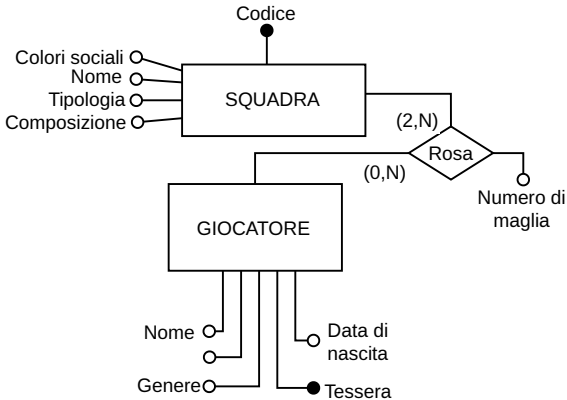 Codice
Colori sociali
Nome
Tipologia
Composizione
SQUADRA
(2,N)
Rosa
(0,N)
Numero di
maglia
GIOCATORE
Nome
Data di
nascita
Genere
Tessera